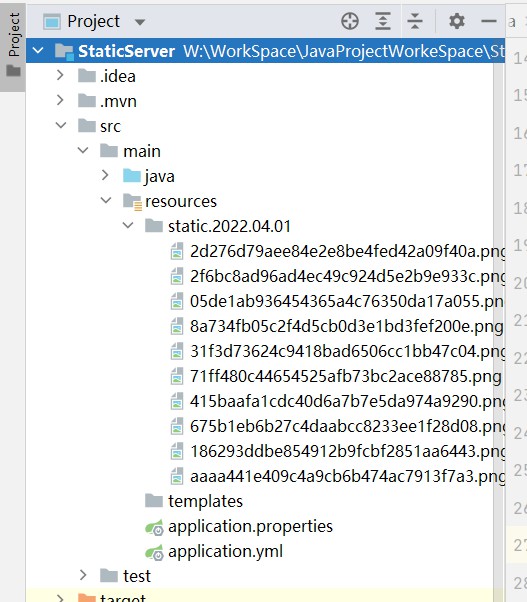 Project
Project
a
StaticServer W:\WorkSpace\JavaProjectWorkeSpace\St
.idea
.mvn
src
main
java
resources
static.2022.04.01
2d276d79aee84e2e8be4fed42a09f40a.png
2f6bc8ad96ad4ec49c924d5e2b9e933c.png
05de1ab936454365a4c76350da17a055.png
8a734fb05c2f4d5cb0d3e1bd3fef200e.png
31f3d73624c9418bad6506cc1bb47c04.png
71ff480c44654525afb73bc2ace88785.png
415baafa1cdc40d6a7b7e5da974a9290.png
675b1eb6b27c4daabcc8233ee1f28d08.png
186293ddbe854912b9fcbf2851aa6443.png
aaaa441e409c4a9cb6b474ac7913f7a3.png
templates
application.properties
application.yml
test
target
14
15
16
17
18
19
20
21
22
23
24
25
26
27
28